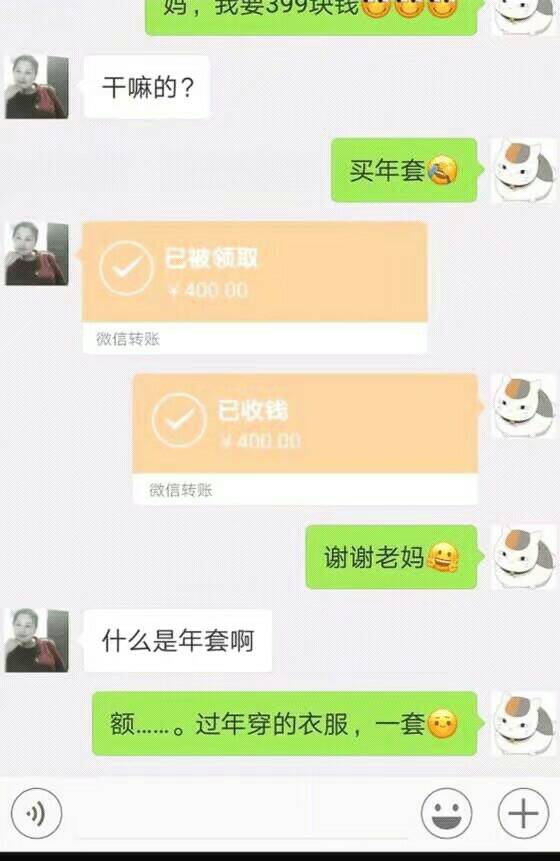 妈，我要399块钱
干嘛的？
买年套
已被领取
￥400.00
微信转账
已收钱
￥400.00
微信转账
谢谢老妈
什么是年套啊
额……。过年穿的衣服，一套